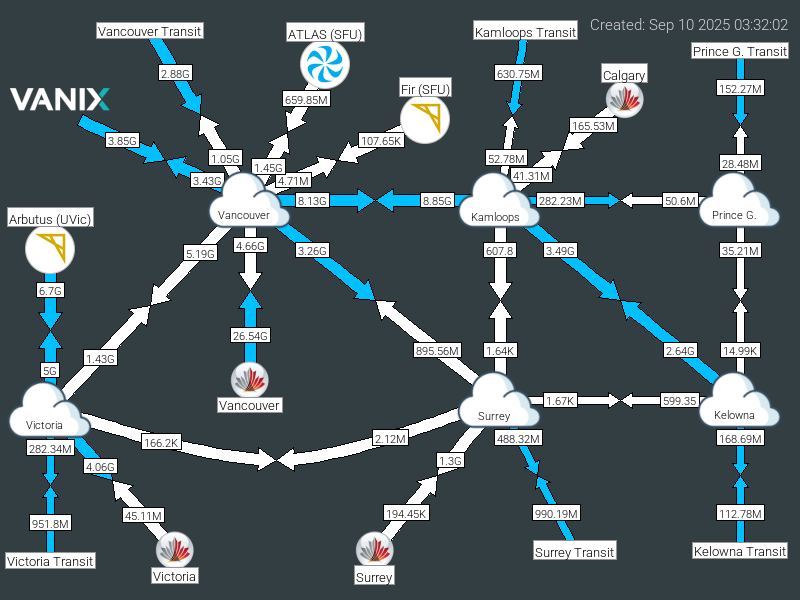 Created: Sep 10 2025 03:32:02
Vancouver Transit
ATLAS (SFU)
Kamloops Transit
Prince G. Transit
2.88G
630.75M
Calgary
Fir (SFU)
152.27M
VANIX
659.85M
165.53M
3.85G
107.65K
1.05G
52.78M
28.48M
1.45G
3.43G
4.71M
41.31M
8.13G
8.85G
282.23M
50.6M
Vancouver
Kamloops
Prince G.
Arbutus (UVic)
5.19G
4.66G
3.26G
607.8
3.49G
35.21M
6.7G
26.54G
1.43G
895.56M
1.64K
2.64G
14.99K
5G
Vancouver
1.67K
599.35
Victoria
Surrey
Kelowna
282.34M
166.2K
2.12M
488.32M
168.69M
4.06G
1.3G
951.8M
45.11M
194.45K
990.19M
112.78M
Victoria Transit
Victoria
Surrey
Surrey Transit
Kelowna Transit